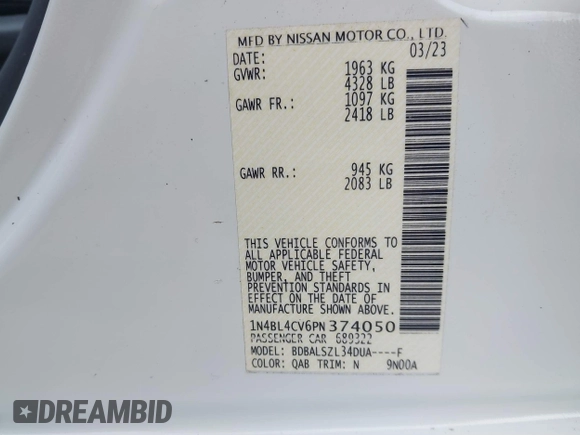 MFD BY NISSAN MOTOR CO., LTD.
DATE: 03/23
GVWR: 1963 KG
4328 LB
GAWR FR.: 1097 KG
2418 LB
GAWR RR.: 945 KG
2083 LB
THIS VEHICLE CONFORMS TO
ALL APPLICABLE FEDERAL
MOTOR VEHICLE SAFETY,
BUMPER, AND THEFT
PREVENTION STANDARDS IN
EFFECT ON THE DATE OF
MANUFACTURE SHOWN ABOVE.
1N4BL4CV6PN374050
PASSENGER CAR 689322
MODEL: BDBALSZL34DUA----F
COLOR: QAB TRIM: N 9N00A
DREAMBID